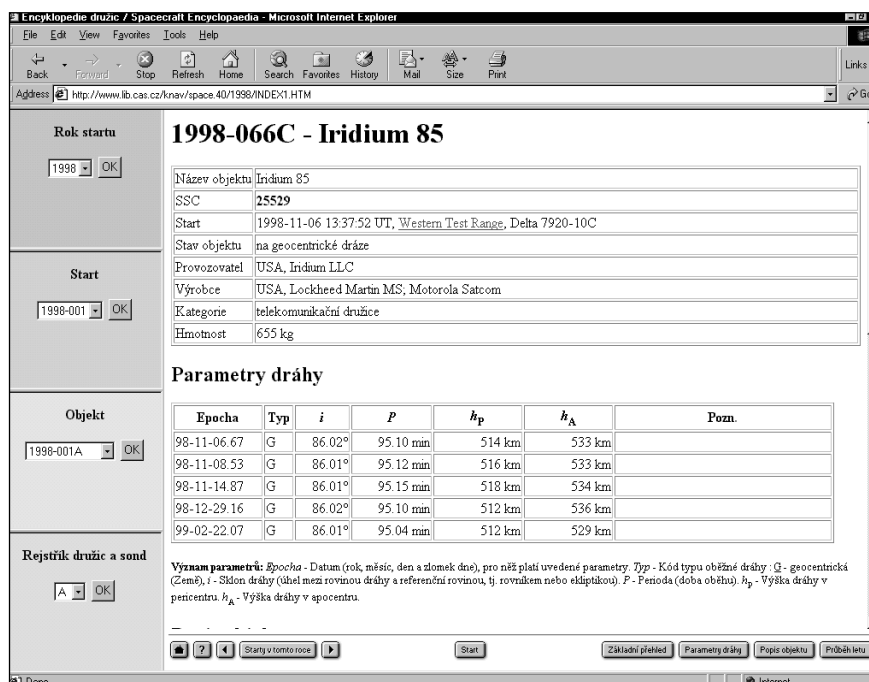 Encyklopedie družic / Spacecraft Encyclopaedia - Microsoft Internet Explorer
File Edit View Favorites Tools Help
Back Forward Stop Refresh Home Search Favorites History Mail Size Print Links
Address http://www.lib.cas.cz/knav/space.40/1998/INDEX1.HTM Go
Rok startu
1998 OK
Start
1998-001 OK
Objekt
1998-001A OK
Rejstřík družic a sond
A OK
1998-066C - Iridium 85
Název objektu Iridium 85
SSC 25529
Start 1998-11-06 13:37:52 UT, Western Test Range, Delta 7920-10C
Stav objektu na geocentrické dráze
Provozovatel USA, Iridium LLC
Výrobce USA, Lockheed Martin MS; Motorola Satcom
Kategorie telekomunikační družice
Hmotnost 655 kg
Parametry dráhy
Epocha Typ i P hP hA Pozn.
98-11-06.67 G 86.02° 95.10 min 514 km 533 km
98-11-08.53 G 86.01° 95.12 min 516 km 533 km
98-11-14.87 G 86.01° 95.15 min 518 km 534 km
98-12-29.16 G 86.02° 95.10 min 512 km 536 km
99-02-22.07 G 86.01° 95.04 min 512 km 529 km
Význam parametrů: Epocha - Datum (rok, měsíc, den a zlomek dne), pro něž platí uvedené parametry. Typ - Kód typu oběžné dráhy : G - geocentrická
(Země), i - Sklon dráhy (úhel mezi rovinou dráhy a referenční rovinou, tj. rovníkem nebo ekliptikou). P - Perioda (doba oběhu). hp - Výška dráhy v
pericentru. hA - Výška dráhy v apocentru.
? Starty v tomto roce Start Základní přehled Parametry dráhy Popis objektu Průběh letu
Done Internet